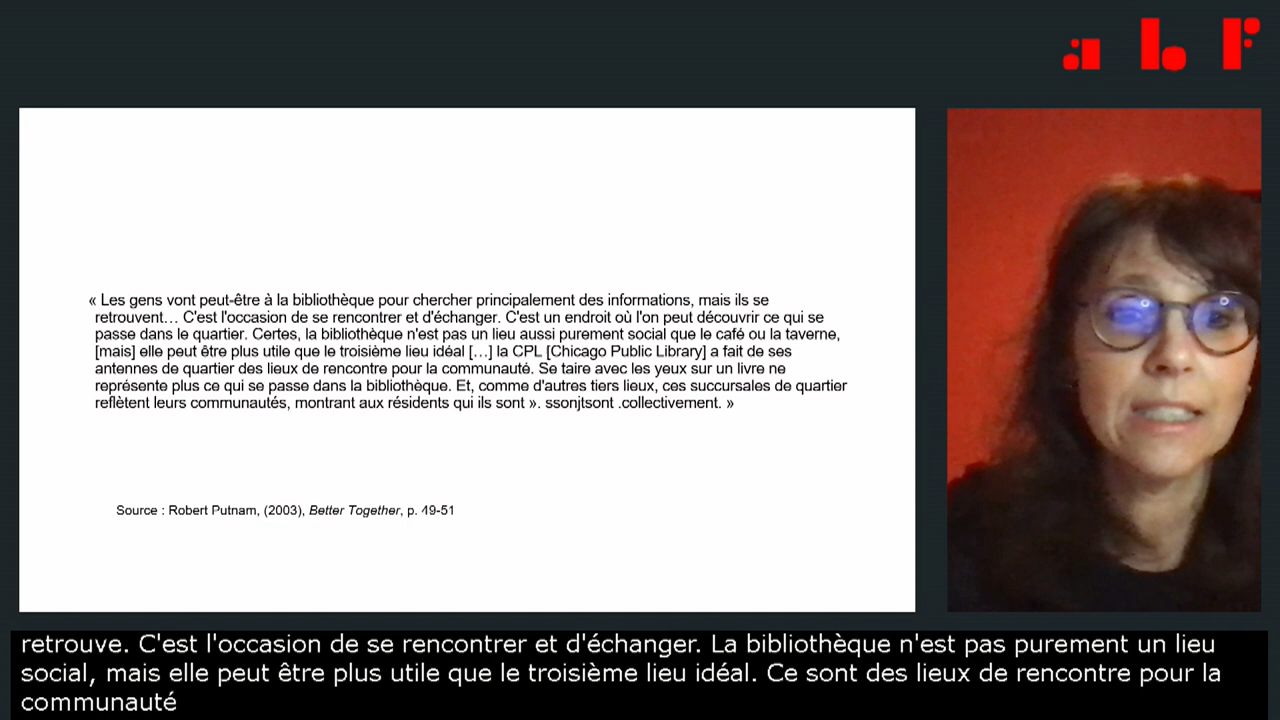 abf
« Les gens vont peut-être à la bibliothèque pour chercher principalement des informations, mais ils se
retrouvent… C'est l'occasion de se rencontrer et d'échanger. C'est un endroit où l'on peut découvrir ce qui se
passe dans le quartier. Certes, la bibliothèque n'est pas un lieu aussi purement social que le café ou la taverne,
[mais] elle peut être plus utile que le troisième lieu idéal […] la CPL [Chicago Public Library] a fait de ses
antennes de quartier des lieux de rencontre pour la communauté. Se taire avec les yeux sur un livre ne
représente plus ce qui se passe dans la bibliothèque. Et, comme d'autres tiers lieux, ces succursales de quartier
reflètent leurs communautés, montrant aux résidents qui ils sont ». ssonjtsont .collectivement. »
Source : Robert Putnam, (2003), Better Together, p. 49-51
retrouve. C'est l'occasion de se rencontrer et d'échanger. La bibliothèque n'est pas purement un lieu
social, mais elle peut être plus utile que le troisième lieu idéal. Ce sont des lieux de rencontre pour la
communauté